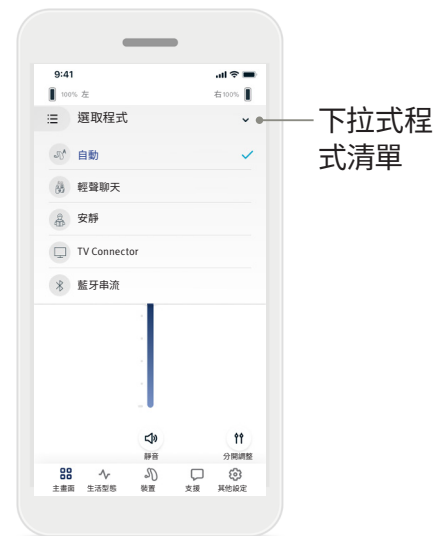 9:41
100% 左
右 100%
選取程式
下拉式程
式清單
自動
輕聲聊天
安靜
TV Connector
藍牙串流
靜音
分開調整
主畫面
生活型態
裝置
支援
其他設定